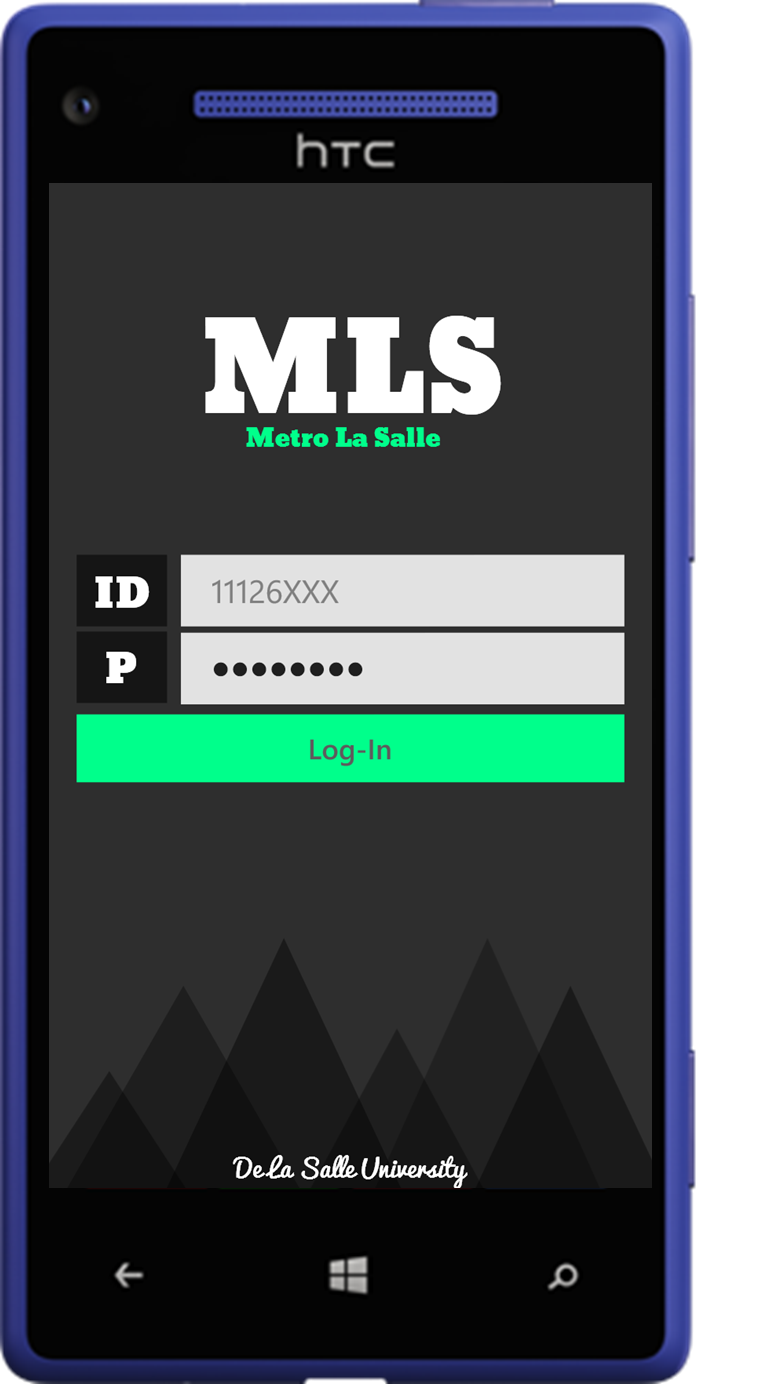 hTC
MLS
Metro La Salle
ID
11126XXX
P
Log-In
De La Salle University